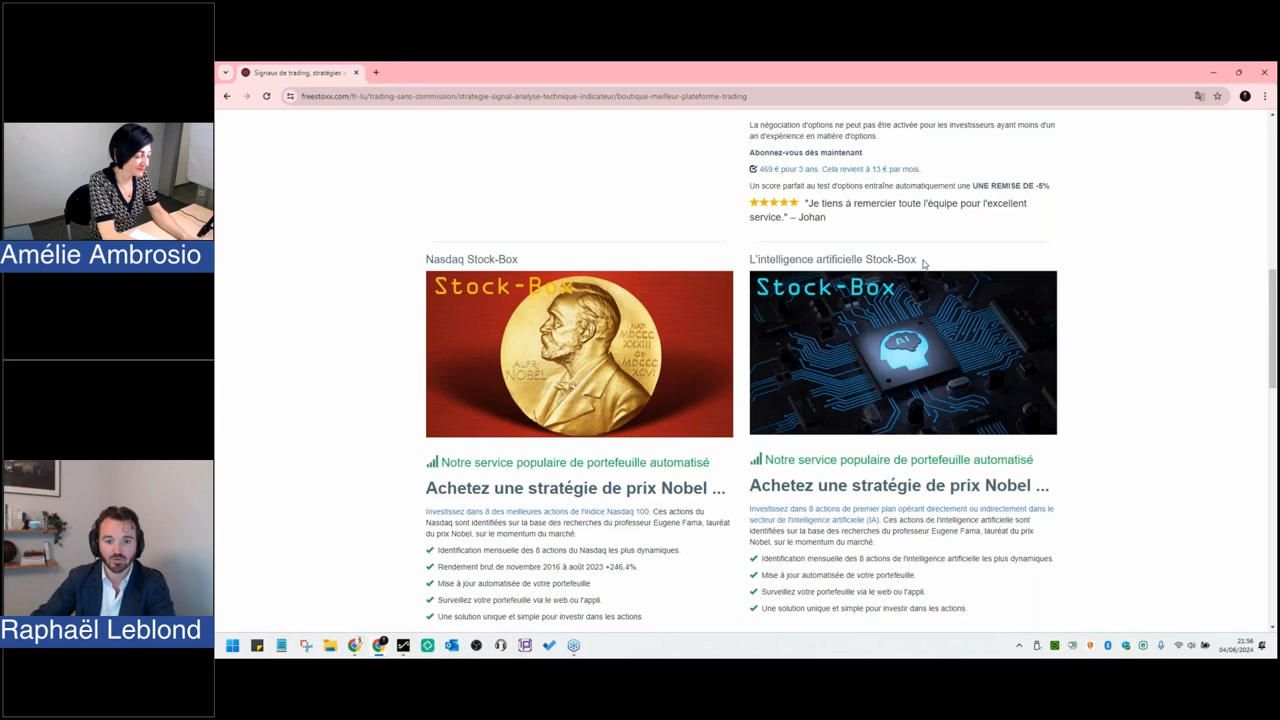 Signaux de trading, stratégies e
freestoxx.com/fr-lu/trading-sans-commission/strategie-signal-analyse-technique-indicateur/boutique-meilleur-plateforme-trading
Amélie Ambrosio
Raphaël Leblond
La négociation d'options ne peut pas être activée pour les investisseurs ayant moins d'un
an d'expérience en matière d'options.
Abonnez-vous dès maintenant
469 € pour 3 ans. Cela revient à 13 € par mois.
Un score parfait au test d'options entraîne automatiquement une UNE REMISE DE -5%
"Je tiens à remercier toute l'équipe pour l'excellent
service." – Johan
Nasdaq Stock-Box
Stock-Box
ALFR·
NOBEL
NAT·
MDCCC
XXXIII
OB·
MDCCC
XCVI
Notre service populaire de portefeuille automatisé
Achetez une stratégie de prix Nobel ...
Investissez dans 8 des meilleures actions de l'indice Nasdaq 100. Ces actions du
Nasdaq sont identifiées sur la base des recherches du professeur Eugene Fama, lauréat
du prix Nobel, sur le momentum du marché.
Identification mensuelle des 8 actions du Nasdaq les plus dynamiques.
Rendement brut de novembre 2016 à août 2023 +246,4%.
Mise à jour automatisée de votre portefeuille
Surveillez votre portefeuille via le web ou l'appli.
Une solution unique et simple pour investir dans les actions.
L'intelligence artificielle Stock-Box
Stock-Box
AI
Notre service populaire de portefeuille automatisé
Achetez une stratégie de prix Nobel ...
Investissez dans 8 actions de premier plan opérant directement ou indirectement dans le
secteur de l'intelligence artificielle (IA). Ces actions de l'intelligence artificielle sont
identifiées sur la base des recherches du professeur Eugene Fama, lauréat du prix
Nobel, sur le momentum du marché.
Identification mensuelle des 8 actions de l'intelligence artificielle les plus dynamiques.
Mise à jour automatisée de votre portefeuille.
Surveillez votre portefeuille via le web ou l'appli.
Une solution unique et simple pour investir dans les actions.
21:56
04/06/2024